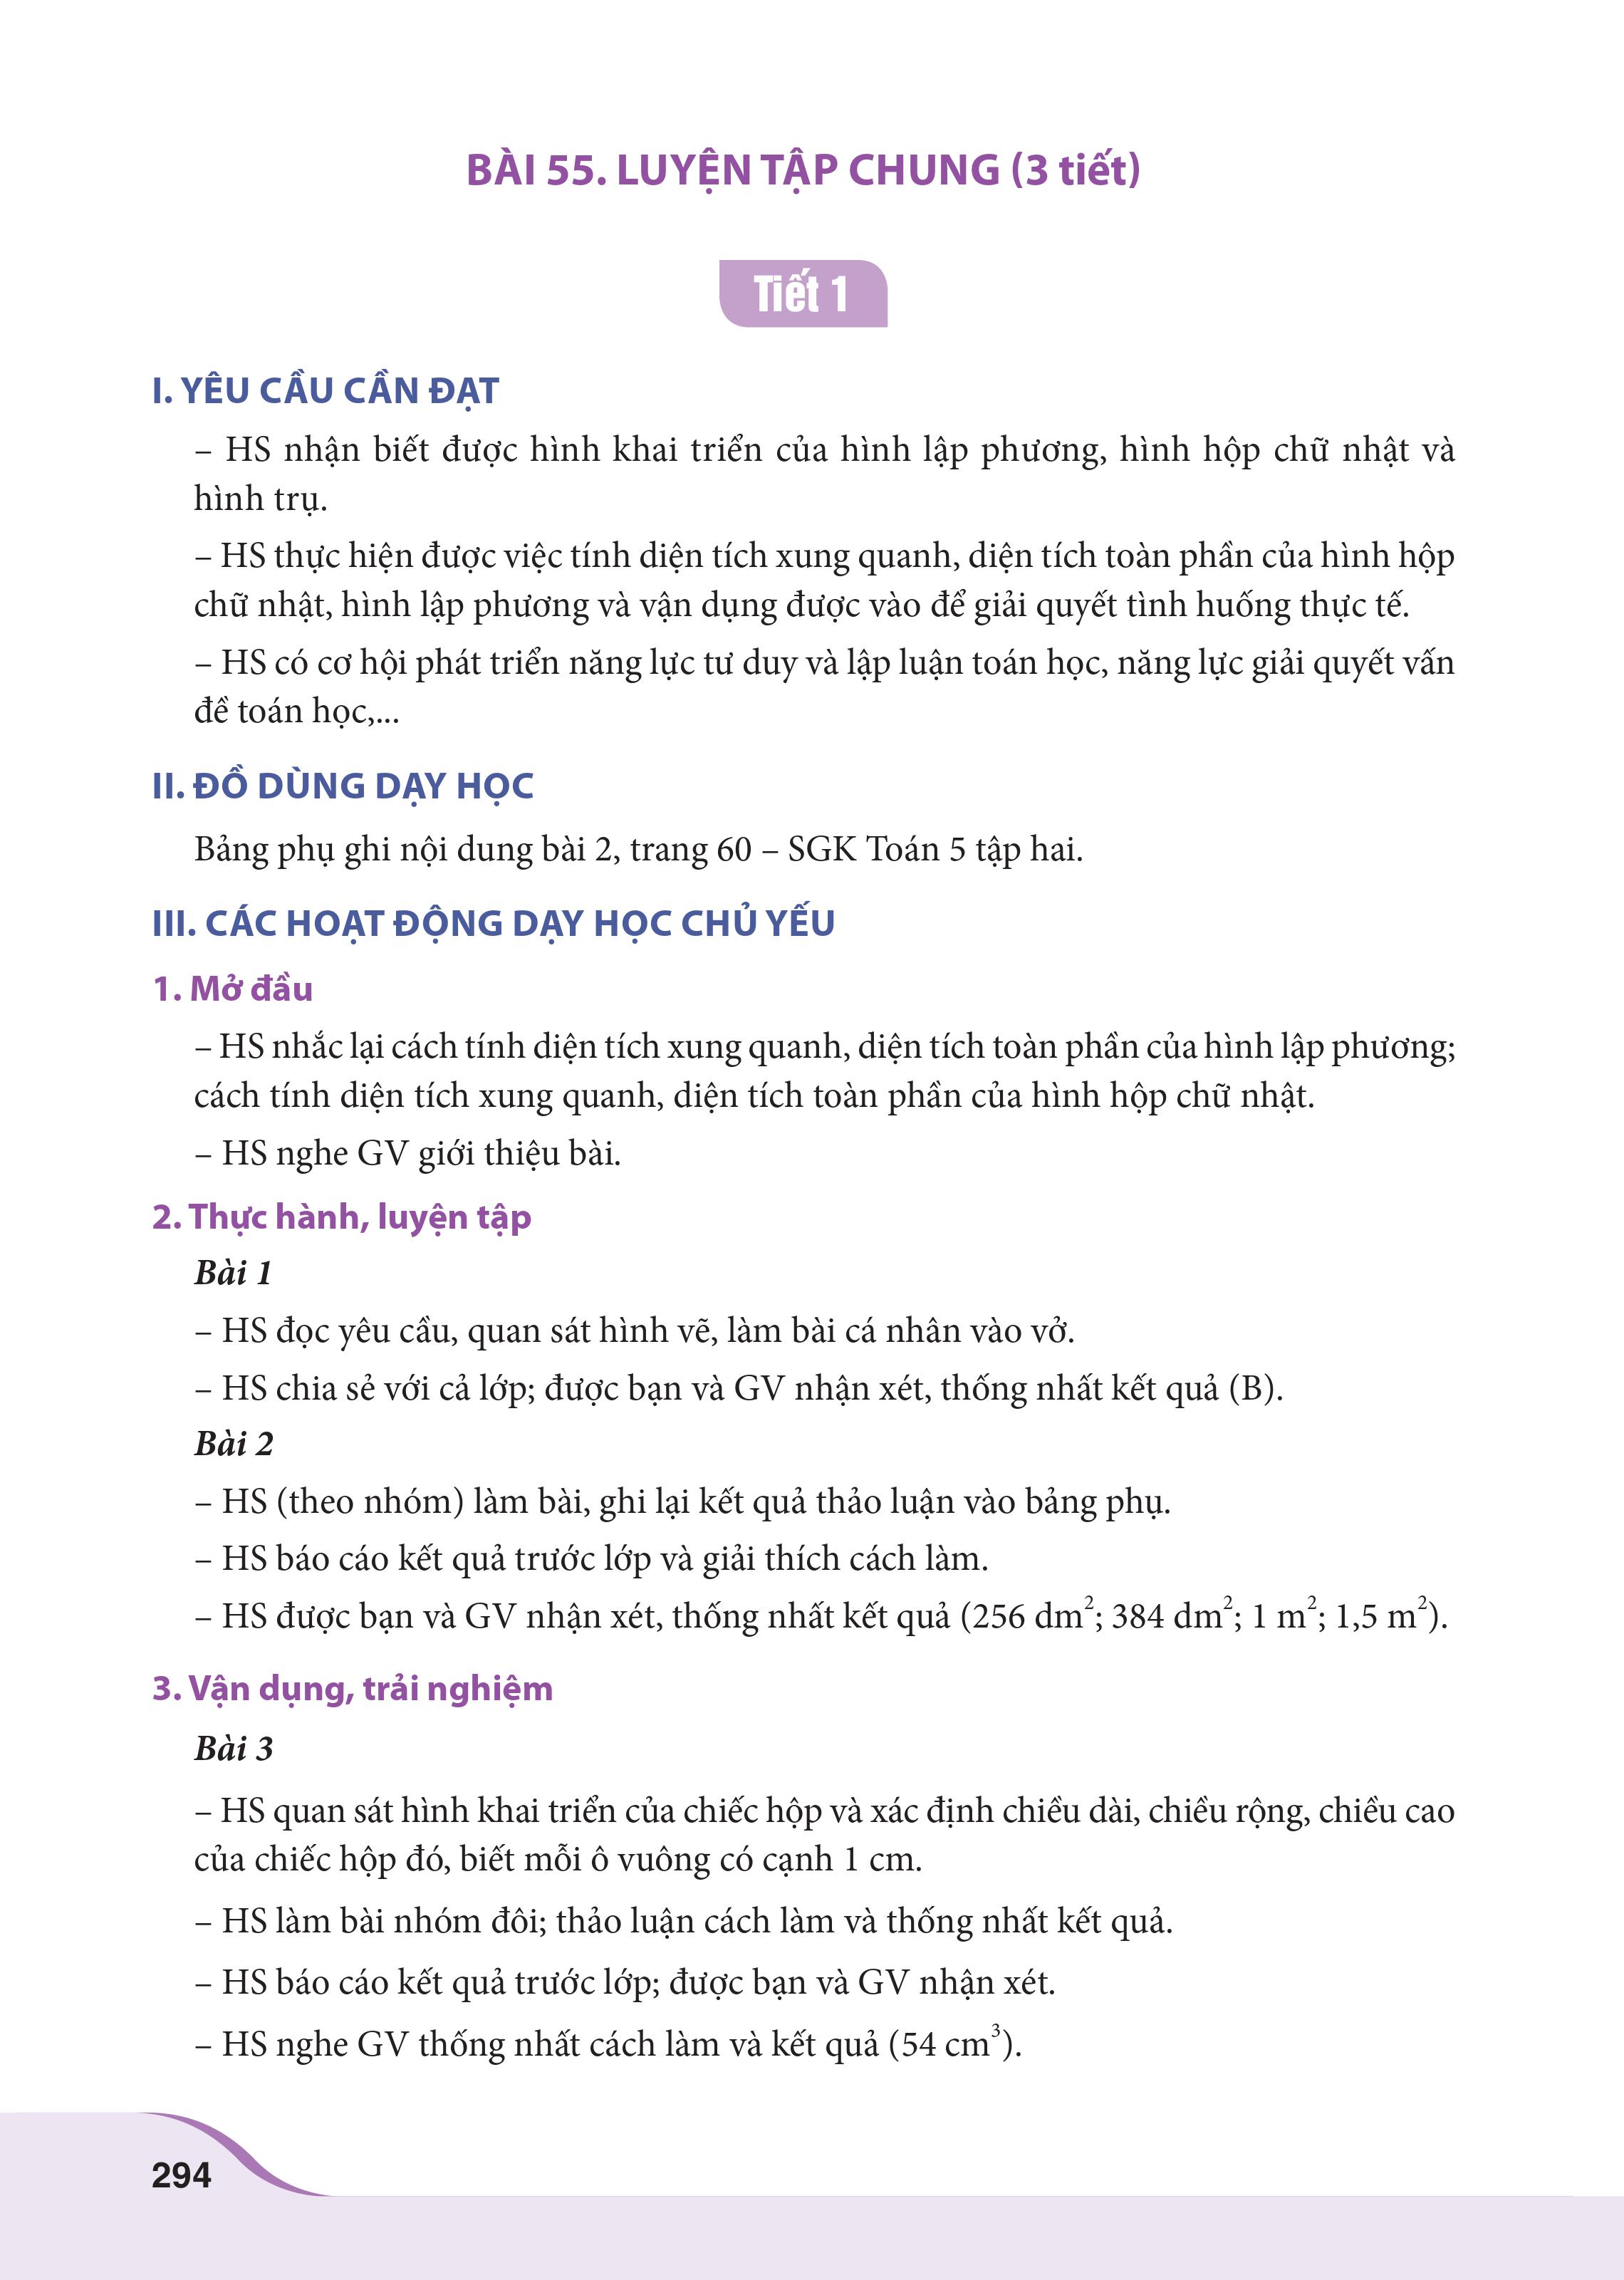 BÀI 55. LUYỆN TẬP CHUNG (3 tiết)
Tiết 1
I. YÊU CẦU CẦN ĐẠT
– HS nhận biết được hình khai triển của hình lập phương, hình hộp chữ nhật và
hình trụ.
– HS thực hiện được việc tính diện tích xung quanh, diện tích toàn phần của hình hộp
chữ nhật, hình lập phương và vận dụng được vào để giải quyết tình huống thực tế.
– HS có cơ hội phát triển năng lực tư duy và lập luận toán học, năng lực giải quyết vấn
đề toán học,...
II. ĐỒ DÙNG DẠY HỌC
Bảng phụ ghi nội dung bài 2, trang 60 – SGK Toán 5 tập hai.
III. CÁC HOẠT ĐỘNG DẠY HỌC CHỦ YẾU
1. Mở đầu
– HS nhắc lại cách tính diện tích xung quanh, diện tích toàn phần của hình lập phương;
cách tính diện tích xung quanh, diện tích toàn phần của hình hộp chữ nhật.
– HS nghe GV giới thiệu bài.
2. Thực hành, luyện tập
Bài 1
– HS đọc yêu cầu, quan sát hình vẽ, làm bài cá nhân vào vở.
– HS chia sẻ với cả lớp; được bạn và GV nhận xét, thống nhất kết quả (B).
Bài 2
– HS (theo nhóm) làm bài, ghi lại kết quả thảo luận vào bảng phụ.
– HS báo cáo kết quả trước lớp và giải thích cách làm.
– HS được bạn và GV nhận xét, thống nhất kết quả (256 dm²; 384 dm²; 1 m²; 1,5 m²).
3. Vận dụng, trải nghiệm
Bài 3
– HS quan sát hình khai triển của chiếc hộp và xác định chiều dài, chiều rộng, chiều cao
của chiếc hộp đó, biết mỗi ô vuông có cạnh 1 cm.
– HS làm bài nhóm đôi; thảo luận cách làm và thống nhất kết quả.
– HS báo cáo kết quả trước lớp; được bạn và GV nhận xét.
– HS nghe GV thống nhất cách làm và kết quả (54 cm³).
294